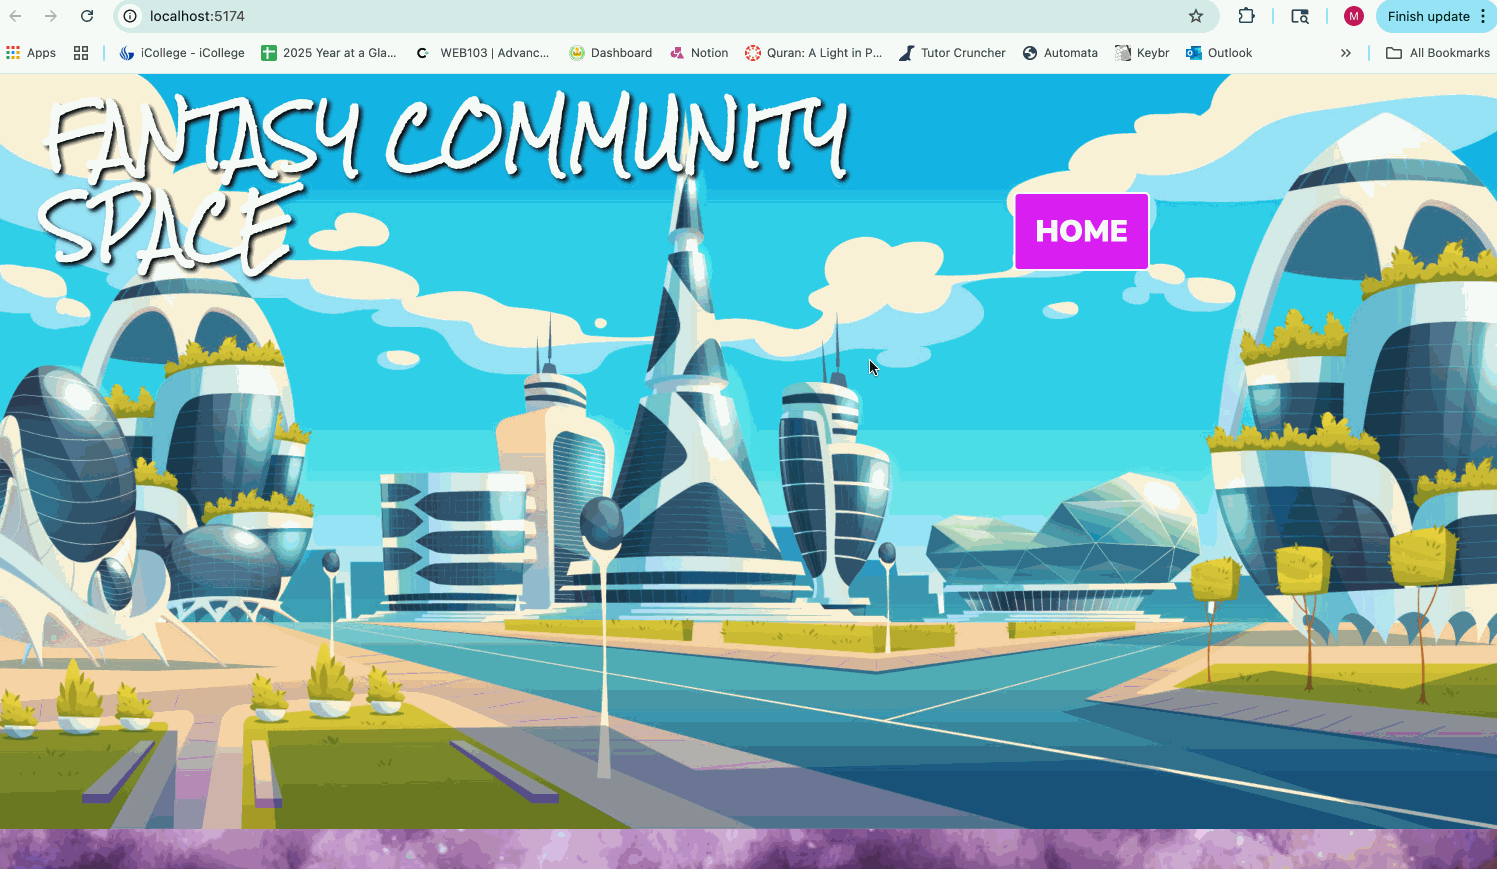 localhost:5174
M
Finish update
Apps
iCollege - iCollege
2025 Year at a Gla...
WEB103 | Advanc...
Dashboard
Notion
Quran: A Light in P...
Tutor Cruncher
Automata
Keybr
Outlook
All Bookmarks
FANTASY COMMUNITY
SPACE
HOME